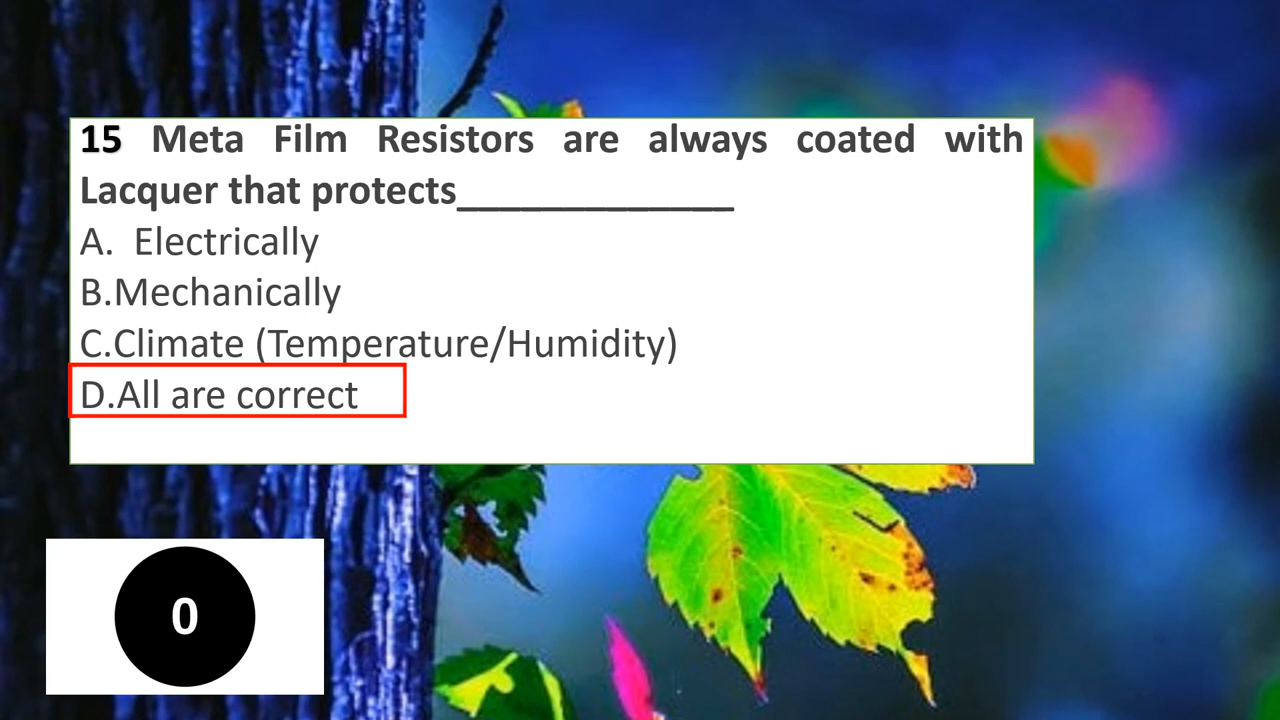 15 Meta Film Resistors are always coated with
Lacquer that protects_____________
A. Electrically
B.Mechanically
C.Climate (Temperature/Humidity)
D.All are correct
0